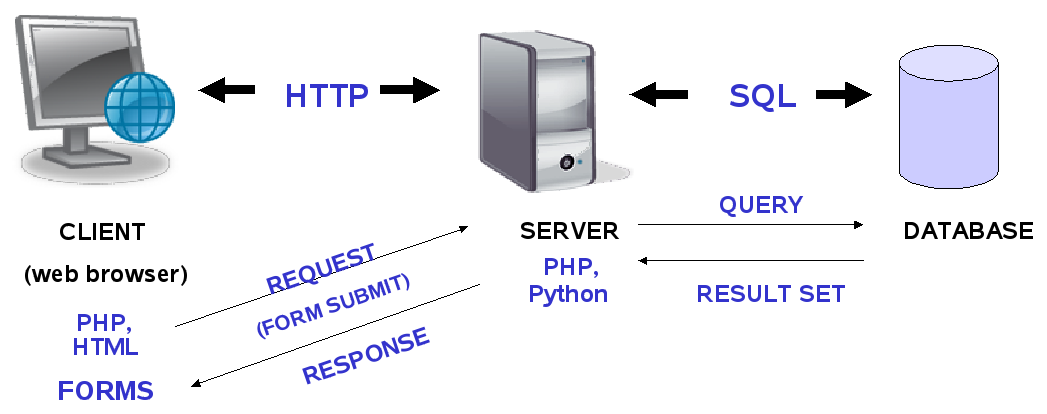 HTTP
SQL
CLIENT
(web browser)
PHP,
HTML
FORMS
REQUEST
(FORM SUBMIT)
RESPONSE
SERVER
PHP,
Python
QUERY
RESULT SET
DATABASE